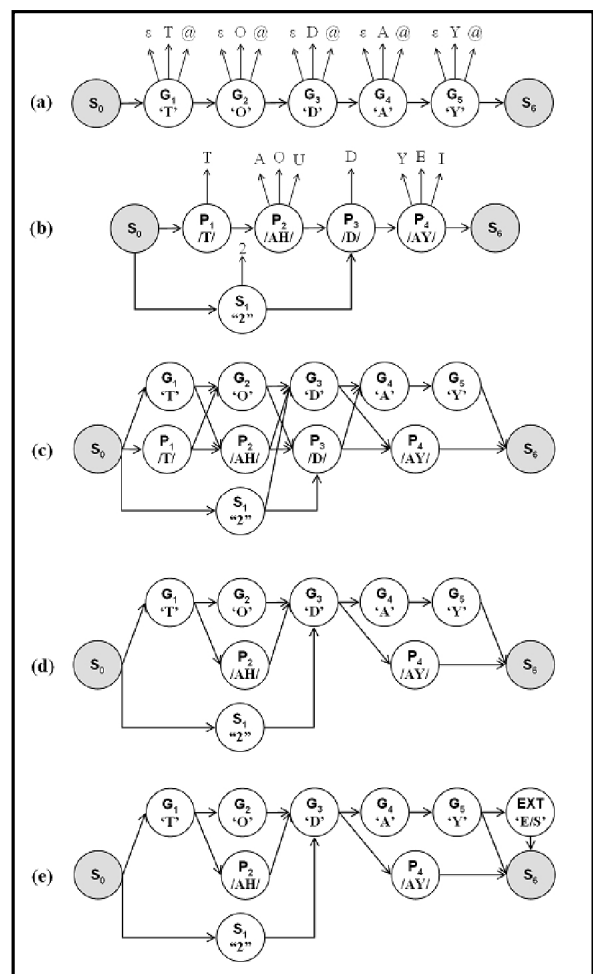 ε T @ ε O @ ε D @ ε A @ ε Y @
(a) S0 G1 'T' G2 'O' G3 'D' G4 'A' G5 'Y' S6
T A O U D Y E I
(b) S0 P1 /T/ P2 /AH/ P3 /D/ P4 /AY/ S6
2
S1 "2"
G1 'T' G2 'O' G3 'D' G4 'A' G5 'Y'
(c) S0 P1 /T/ P2 /AH/ P3 /D/ P4 /AY/ S6
S1 "2"
G1 'T' G2 'O' G3 'D' G4 'A' G5 'Y'
(d) S0 P2 /AH/ P4 /AY/ S6
S1 "2"
G1 'T' G2 'O' G3 'D' G4 'A' G5 'Y' EXT 'E/S'
(e) S0 P2 /AH/ P4 /AY/ S6
S1 "2"